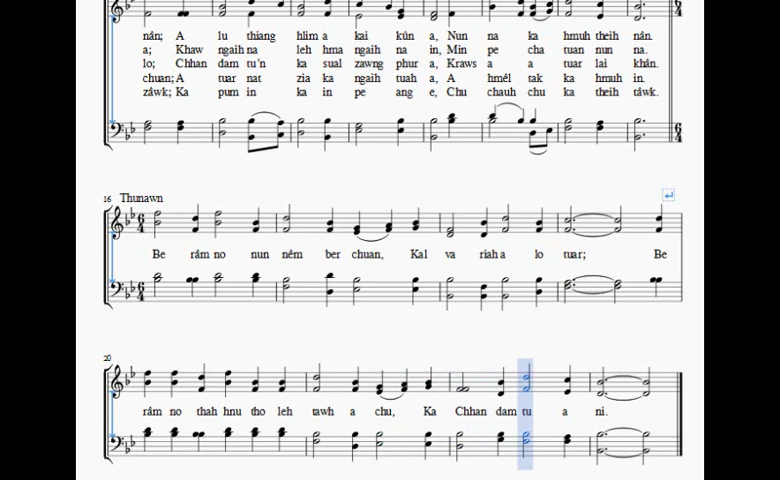 nân; A lu thiang hlim a kai kûn a, Nun na ka hmuh theih nân.
a; Khaw ngaih na leh hma ngaih na in, Min pe cha tuan nun na.
lo; Chhan dam tu'n ka sual zawng phur a, Kraws a a tuar lai khân.
chuan; A tuar nat zia ka ngaih tuah a, A hmêl tak ka hmuh in.
zâwk; Ka pum in ka in pe ang e, Chu chauh chu ka theih tâwk.
6 4
16 Thunawn
6 4
Be râm no nun nêm ber chuan, Kal va riah a lo tuar; Be
20
râm no thah hnu tho leh tawh a chu, Ka Chhan dam tu a ni.